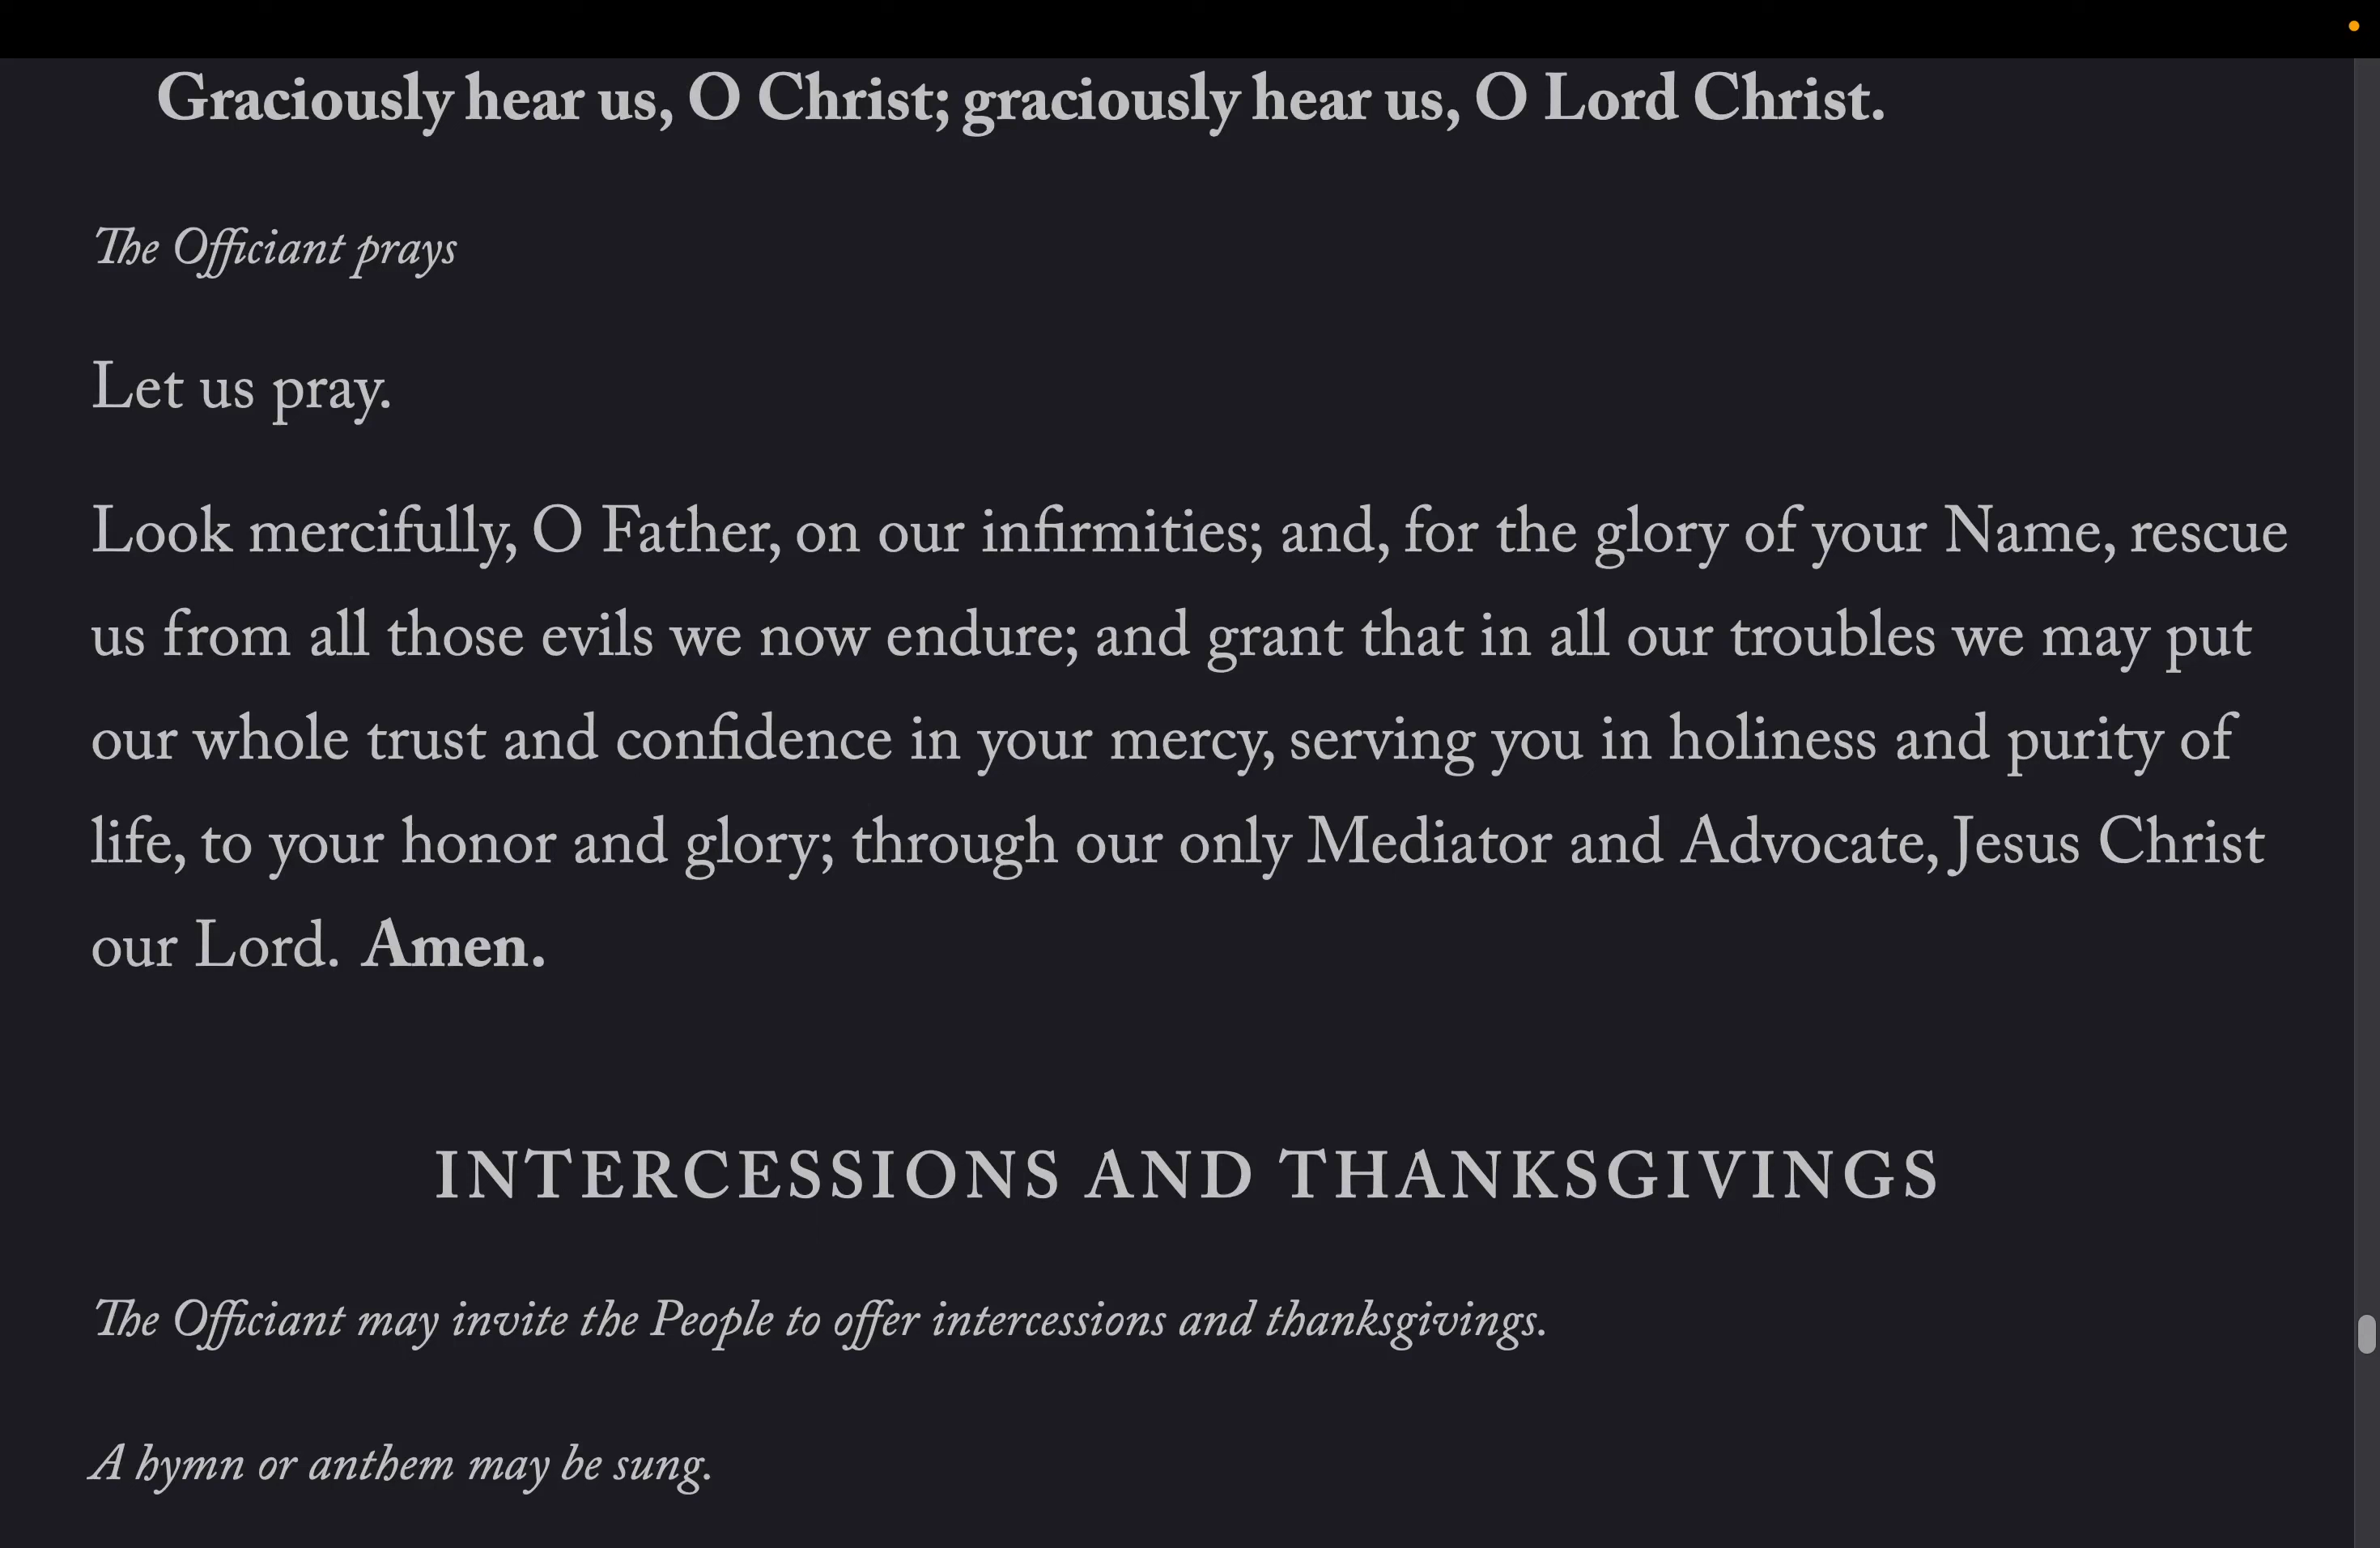 Graciously hear us, O Christ; graciously hear us, O Lord Christ.
The Officiant prays
Let us pray.
Look mercifully, O Father, on our infirmities; and, for the glory of your Name, rescue
us from all those evils we now endure; and grant that in all our troubles we may put
our whole trust and confidence in your mercy, serving you in holiness and purity of
life, to your honor and glory; through our only Mediator and Advocate, Jesus Christ
our Lord. Amen.
INTERCESSIONS AND THANKSGIVINGS
The Officiant may invite the People to offer intercessions and thanksgivings.
A hymn or anthem may be sung.